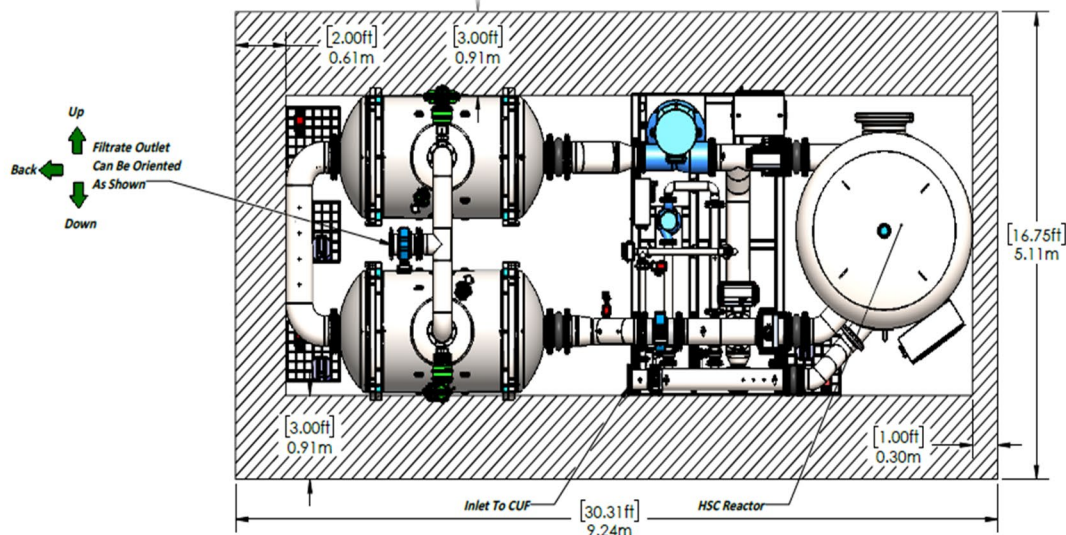 [2.00ft]
0.61m
[3.00ft]
0.91m
Up
Back
Filtrate Outlet
Can Be Oriented
As Shown
Down
[16.75ft]
5.11m
[3.00ft]
0.91m
[1.00ft]
0.30m
Inlet To CUF
HSC Reactor
[30.31ft]
9.24m